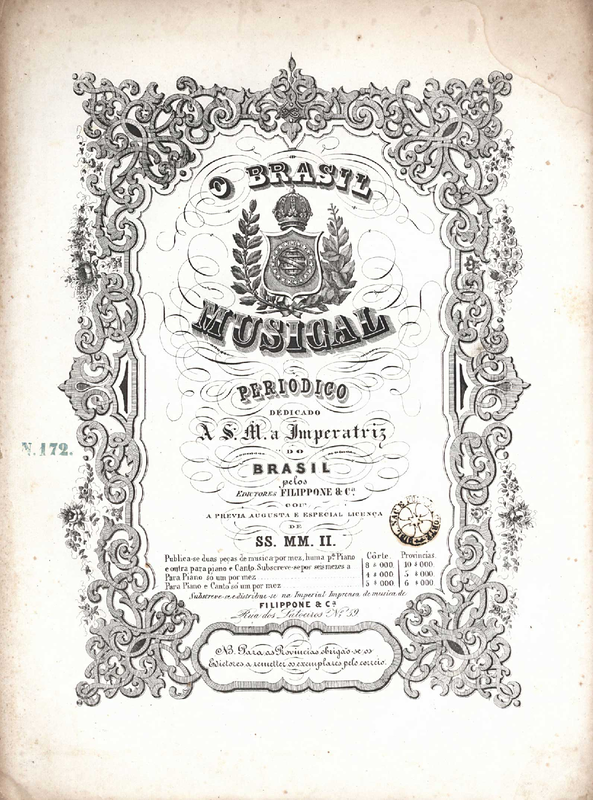 O BRASIL
MUSICAL
PERIODICO
DEDICADO
A S. M. a Imperatriz
DO
BRASIL
pelos
EDICTORES FILIPPONE & Cª
COM
A PREVIA AUGUSTA E ESPECIAL LICENÇA
DE
SS. MM. II.
N. 172.
Publica-se duas peças de musica por mez, huma pª Piano Côrte. Provincias.
e outra para piano e Canto. Subscreve-se por seis mezes a 8 $ 000. 10 $ 000
Para Piano só um por mez 4 $ 000. 5 $ 000
Para Piano e Canto só um por mez 5 $ 000 6 $ 000
Subscreve-se e distribue-se na Imperial Imprensa de musica de
FILIPPONE & Cª
Rua dos Latoeiros Nº 59
NB. Para as Provincias obrigão-se os
Edictores a remetter os exemplares pelo correio.